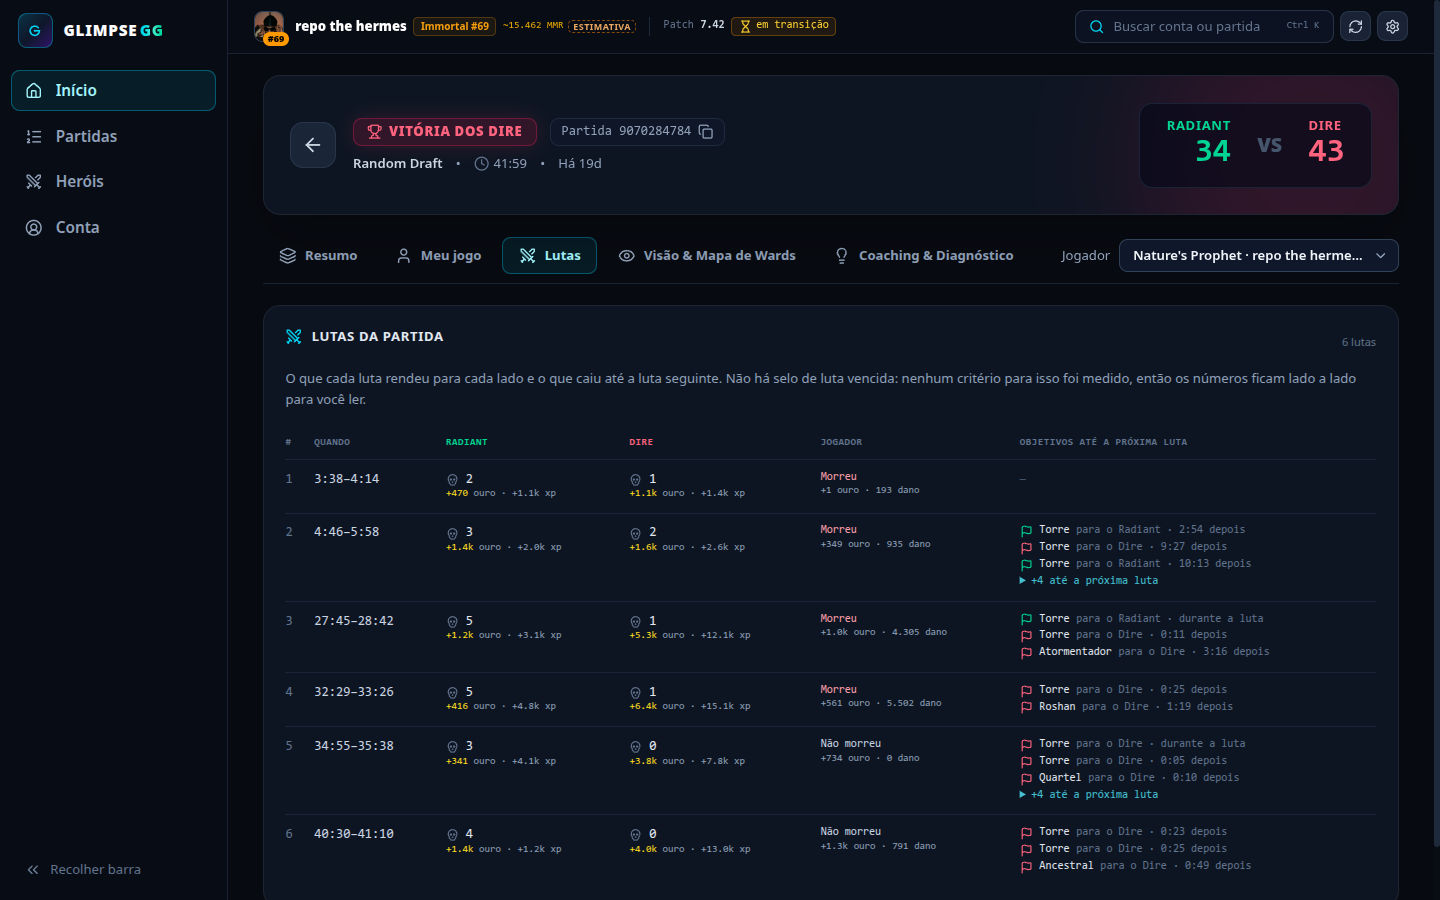 G GLIMPSE GG
Início
Partidas
Heróis
Conta
Recolher barra
#69
repo the hermes Immortal #69 ~15.462 MMR ESTIMATIVA Patch 7.42 em transição
Buscar conta ou partida Ctrl K
VITÓRIA DOS DIRE Partida 9070284784
Random Draft • 41:59 • Há 19d
RADIANT VS DIRE
34 43
Resumo Meu jogo Lutas Visão & Mapa de Wards Coaching & Diagnóstico Jogador Nature's Prophet · repo the herme...
LUTAS DA PARTIDA 6 lutas
O que cada luta rendeu para cada lado e o que caiu até a luta seguinte. Não há selo de luta vencida: nenhum critério para isso foi medido, então os números ficam lado a lado
para você ler.
# QUANDO RADIANT DIRE JOGADOR OBJETIVOS ATÉ A PRÓXIMA LUTA
1 3:38–4:14 2 1 Morreu –
+470 ouro · +1.1k xp +1.1k ouro · +1.4k xp +1 ouro · 193 dano
2 4:46–5:58 3 2 Morreu Torre para o Radiant · 2:54 depois
+1.4k ouro · +2.0k xp +1.6k ouro · +2.6k xp +349 ouro · 935 dano Torre para o Dire · 9:27 depois
Torre para o Radiant · 10:13 depois
+4 até a próxima luta
3 27:45–28:42 5 1 Morreu Torre para o Radiant · durante a luta
+1.2k ouro · +3.1k xp +5.3k ouro · +12.1k xp +1.0k ouro · 4.305 dano Torre para o Dire · 0:11 depois
Atormentador para o Dire · 3:16 depois
4 32:29–33:26 5 1 Morreu Torre para o Dire · 0:25 depois
+416 ouro · +4.8k xp +6.4k ouro · +15.1k xp +561 ouro · 5.502 dano Roshan para o Dire · 1:19 depois
5 34:55–35:38 3 0 Não morreu Torre para o Dire · durante a luta
+341 ouro · +4.1k xp +3.8k ouro · +7.8k xp +734 ouro · 0 dano Torre para o Dire · 0:05 depois
Quartel para o Dire · 0:10 depois
+4 até a próxima luta
6 40:30–41:10 4 0 Não morreu Torre para o Dire · 0:23 depois
+1.4k ouro · +1.2k xp +4.0k ouro · +13.0k xp +1.3k ouro · 791 dano Torre para o Dire · 0:25 depois
Ancestral para o Dire · 0:49 depois